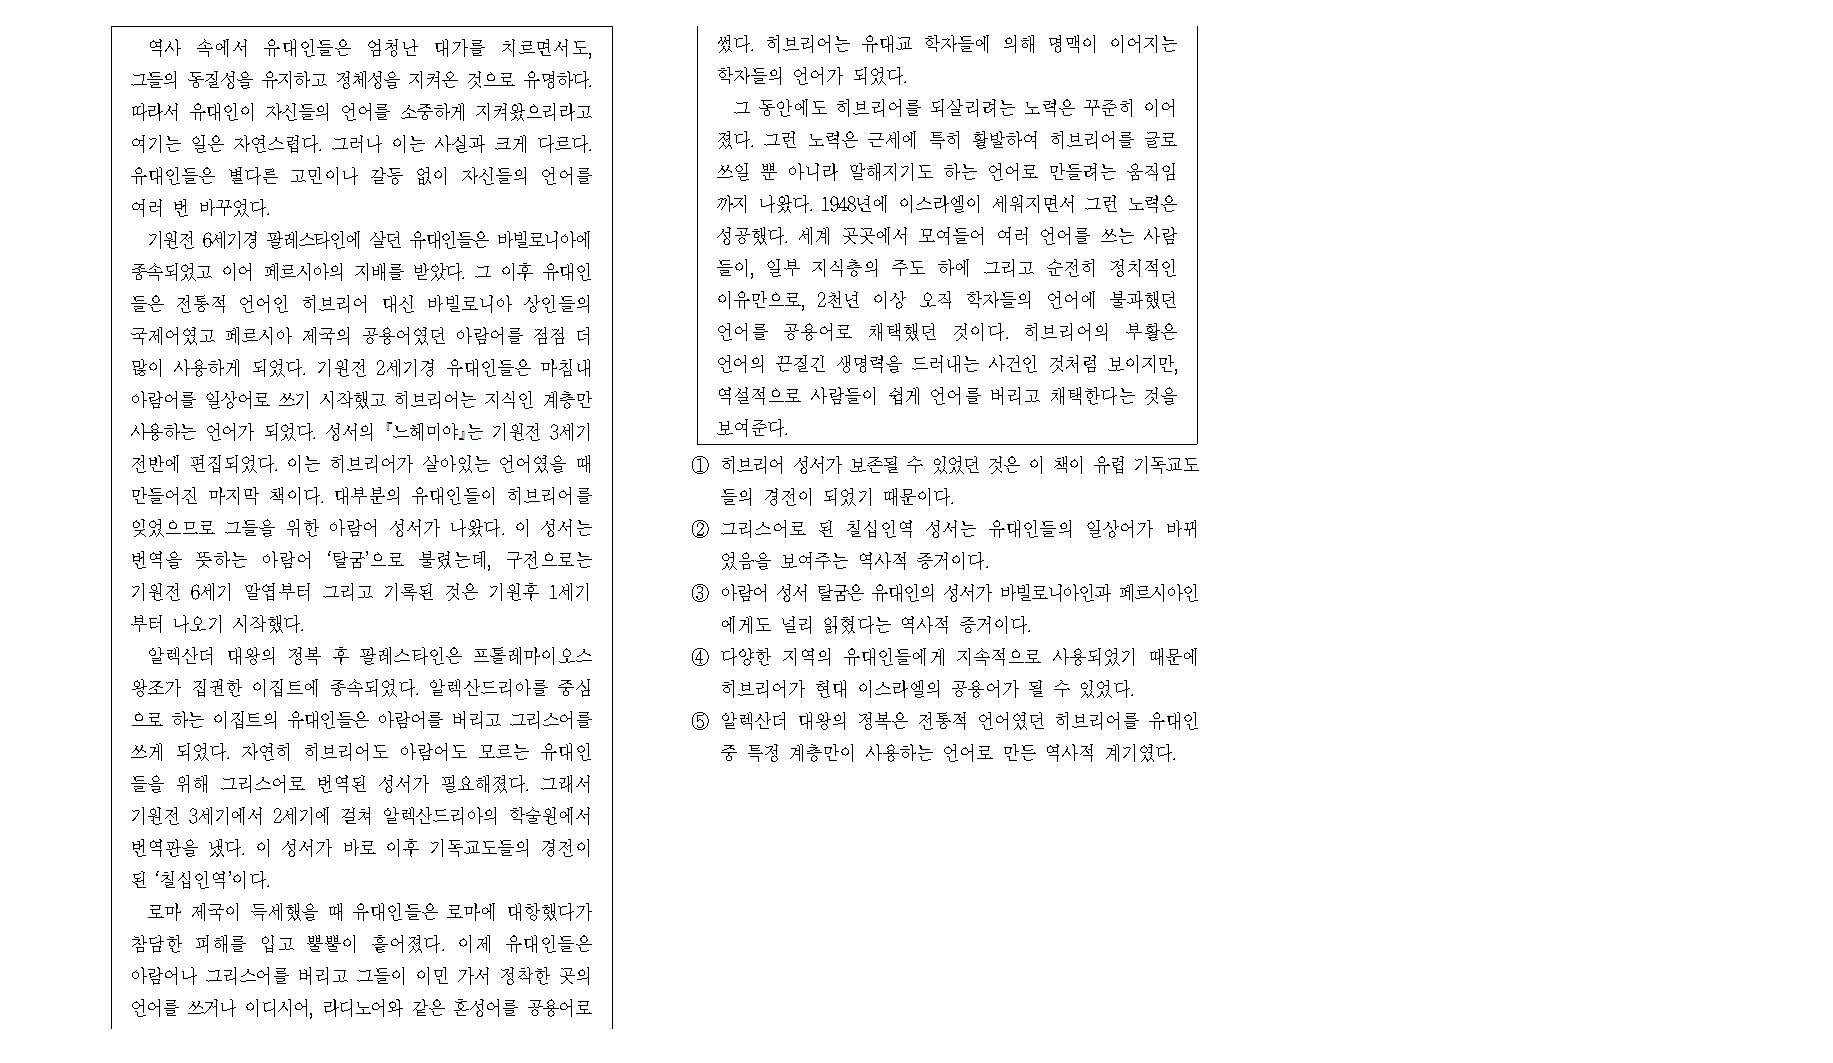 역사 속에서 유대인들은 엄청난 대가를 치르면서도,
그들의 동질성을 유지하고 정체성을 지켜온 것으로 유명하다.
따라서 유대인이 자신들의 언어를 소중하게 지켜왔으리라고
여기는 일은 자연스럽다. 그러나 이는 사실과 크게 다르다.
유대인들은 별다른 고민이나 갈등 없이 자신들의 언어를
여러 번 바꾸었다.
기원전 6세기경 팔레스타인에 살던 유대인들은 바빌로니아에
종속되었고 이어 페르시아의 지배를 받았다. 그 이후 유대인
들은 전통적 언어인 히브리어 대신 바빌로니아 상인들의
국제어였고 페르시아 제국의 공용어였던 아람어를 점점 더
많이 사용하게 되었다. 기원전 2세기경 유대인들은 마침내
아람어를 일상어로 쓰기 시작했고 히브리어는 지식인 계층만
사용하는 언어가 되었다. 성서의 『느헤미야』는 기원전 3세기
전반에 편집되었다. 이는 히브리어가 살아있는 언어였을 때
만들어진 마지막 책이다. 대부분의 유대인들이 히브리어를
잊었으므로 그들을 위한 아람어 성서가 나왔다. 이 성서는
번역을 뜻하는 아람어 ‘탈굼’으로 불렸는데, 구전으로는
기원전 6세기 말엽부터 그리고 기록된 것은 기원후 1세기
부터 나오기 시작했다.
알렉산더 대왕의 정복 후 팔레스타인은 프톨레마이오스
왕조가 집권한 이집트에 종속되었다. 알렉산드리아를 중심
으로 하는 이집트의 유대인들은 아람어를 버리고 그리스어를
쓰게 되었다. 자연히 히브리어도 아람어도 모르는 유대인
들을 위해 그리스어로 번역된 성서가 필요해졌다. 그래서
기원전 3세기에서 2세기에 걸쳐 알렉산드리아의 학술원에서
번역판을 냈다. 이 성서가 바로 이후 기독교도들의 경전이
된 ‘칠십인역’이다.
로마 제국이 득세했을 때 유대인들은 로마에 대항했다가
참담한 피해를 입고 뿔뿔이 흩어졌다. 이제 유대인들은
아람어나 그리스어를 버리고 그들이 이민 가서 정착한 곳의
언어를 쓰거나 이디시어, 라디노어와 같은 혼성어를 공용어로
썼다. 히브리어는 유대교 학자들에 의해 명맥이 이어지는
학자들의 언어가 되었다.
그 동안에도 히브리어를 되살리려는 노력은 꾸준히 이어
졌다. 그런 노력은 근세에 특히 활발하여 히브리어를 글로
쓰일 뿐 아니라 말해지기도 하는 언어로 만들려는 움직임
까지 나왔다. 1948년에 이스라엘이 세워지면서 그런 노력은
성공했다. 세계 곳곳에서 모여들어 여러 언어를 쓰는 사람
들이, 일부 지식층의 주도 하에 그리고 순전히 정치적인
이유만으로, 2천년 이상 오직 학자들의 언어에 불과했던
언어를 공용어로 채택했던 것이다. 히브리어의 부활은
언어의 끈질긴 생명력을 드러내는 사건인 것처럼 보이지만,
역설적으로 사람들이 쉽게 언어를 버리고 채택한다는 것을
보여준다.
① 히브리어 성서가 보존될 수 있었던 것은 이 책이 유럽 기독교도
들의 경전이 되었기 때문이다.
② 그리스어로 된 칠십인역 성서는 유대인들의 일상어가 바뀌
었음을 보여주는 역사적 증거이다.
③ 아람어 성서 탈굼은 유대인의 성서가 바빌로니아인과 페르시아인
에게도 널리 읽혔다는 역사적 증거이다.
④ 다양한 지역의 유대인들에게 지속적으로 사용되었기 때문에
히브리어가 현대 이스라엘의 공용어가 될 수 있었다.
⑤ 알렉산더 대왕의 정복은 전통적 언어였던 히브리어를 유대인
중 특정 계층만이 사용하는 언어로 만든 역사적 계기였다.